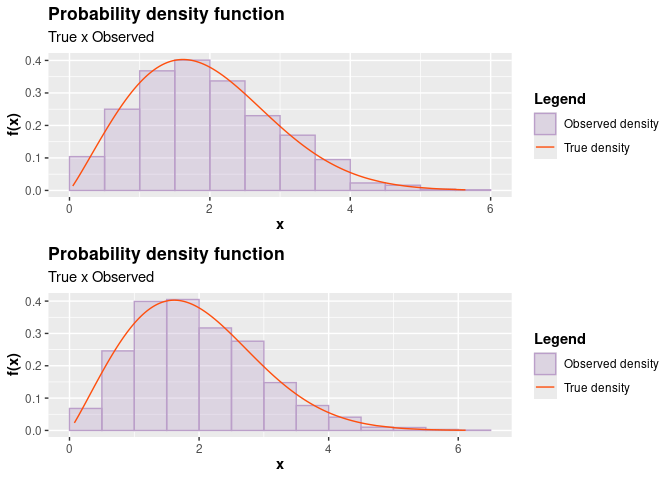 Probability density function
True x Observed
0.4
0.3
0.2
0.1
0.0
f(x)
0 2 4 6
x
Legend
Observed density
True density
Probability density function
True x Observed
0.4
0.3
0.2
0.1
0.0
f(x)
0 2 4 6
x
Legend
Observed density
True density